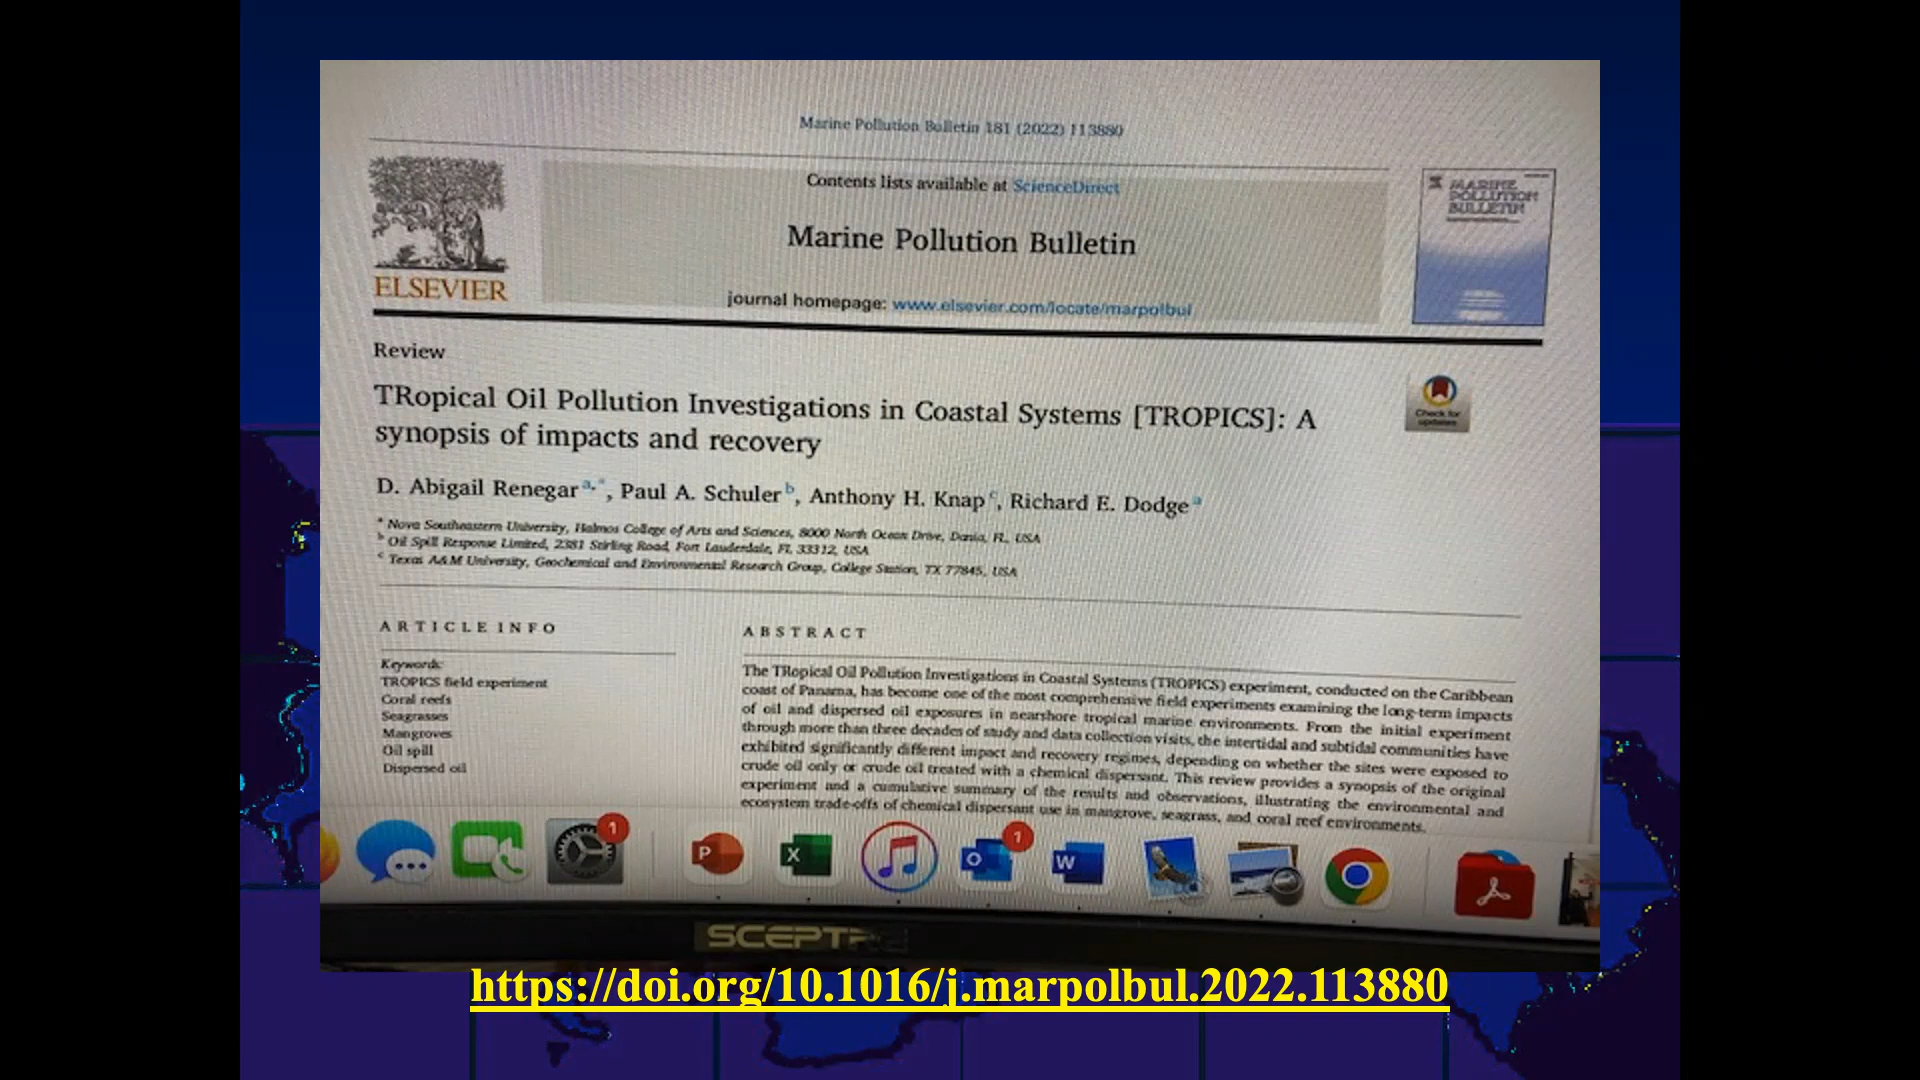 Marine Pollution Bulletin 181 (2022) 113880
Contents lists available at ScienceDirect
Marine Pollution Bulletin
journal homepage: www.elsevier.com/locate/marpolbul
ELSEVIER
MARINE
POLLUTION
BULLETIN
Review
TRopical Oil Pollution Investigations in Coastal Systems [TROPICS]: A
synopsis of impacts and recovery
Check for
updates
D. Abigail Renegar a,*, Paul A. Schuler b, Anthony H. Knap c, Richard E. Dodge a
a Nova Southeastern University, Halmos College of Arts and Sciences, 8000 North Ocean Drive, Dania, FL, USA
b Oil Spill Response Limited, 2381 Stirling Road, Fort Lauderdale, FL 33312, USA
c Texas A&M University, Geochemical and Environmental Research Group, College Station, TX 77845, USA
ARTICLE INFO
Keywords:
TROPICS field experiment
Coral reefs
Seagrasses
Mangroves
Oil spill
Dispersed oil
ABSTRACT
The TRopical Oil Pollution Investigations in Coastal Systems (TROPICS) experiment, conducted on the Caribbean
coast of Panama, has become one of the most comprehensive field experiments examining the long-term impacts
of oil and dispersed oil exposures in nearshore tropical marine environments. From the initial experiment
through more than three decades of study and data collection visits, the intertidal and subtidal communities have
exhibited significantly different impact and recovery regimes, depending on whether the sites were exposed to
crude oil only or crude oil treated with a chemical dispersant. This review provides a synopsis of the original
experiment and a cumulative summary of the results and observations, illustrating the environmental and
ecosystem trade-offs of chemical dispersant use in mangrove, seagrass, and coral reef environments.
1
P
X
O
1
W
SCEPTRE
https://doi.org/10.1016/j.marpolbul.2022.113880